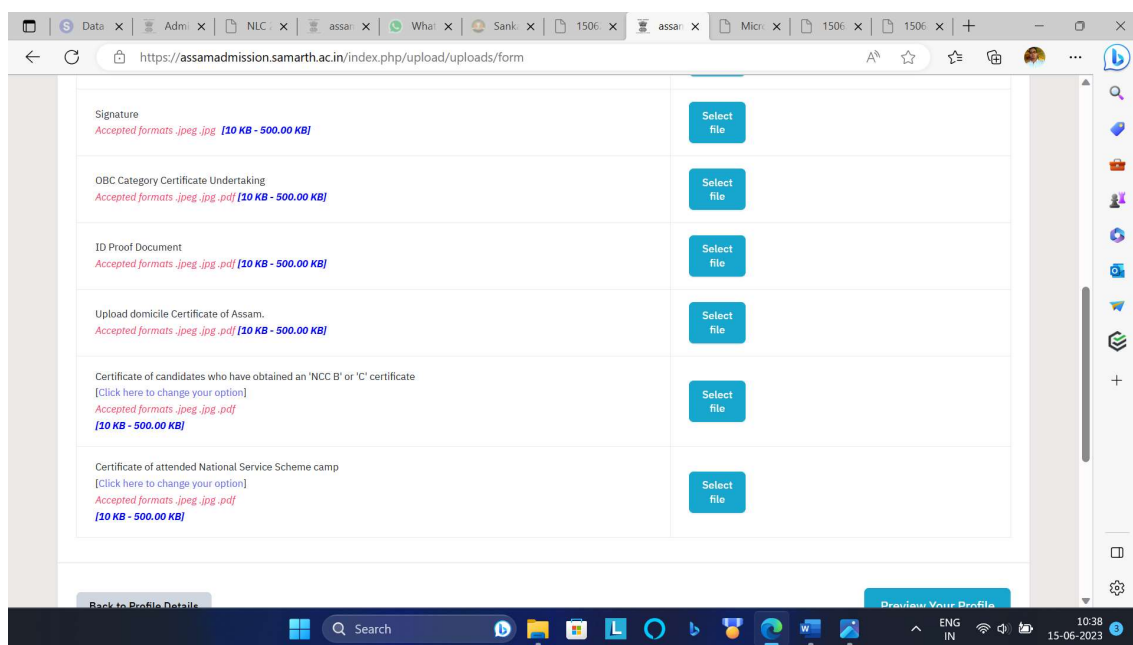 Data
Adm
NLC
assan
What
Sank
1506
assan
Micro
1506
1506
https://assamadmission.samarth.ac.in/index.php/upload/uploads/form
Signature
Accepted formats .jpeg .jpg [10 KB - 500.00 KB]
Select
file
OBC Category Certificate Undertaking
Accepted formats .jpeg .jpg .pdf [10 KB - 500.00 KB]
Select
file
ID Proof Document
Accepted formats .jpeg .jpg .pdf [10 KB - 500.00 KB]
Select
file
Upload domicile Certificate of Assam.
Accepted formats .jpeg .jpg .pdf [10 KB - 500.00 KB]
Select
file
Certificate of candidates who have obtained an 'NCC B' or 'C' certificate
[Click here to change your option]
Accepted formats .jpeg .jpg .pdf
[10 KB - 500.00 KB]
Select
file
Certificate of attended National Service Scheme camp
[Click here to change your option]
Accepted formats .jpeg .jpg .pdf
[10 KB - 500.00 KB]
Select
file
Back to Profile Details
Preview Your Profile
Search
ENG
IN
10:38
15-06-2023
3